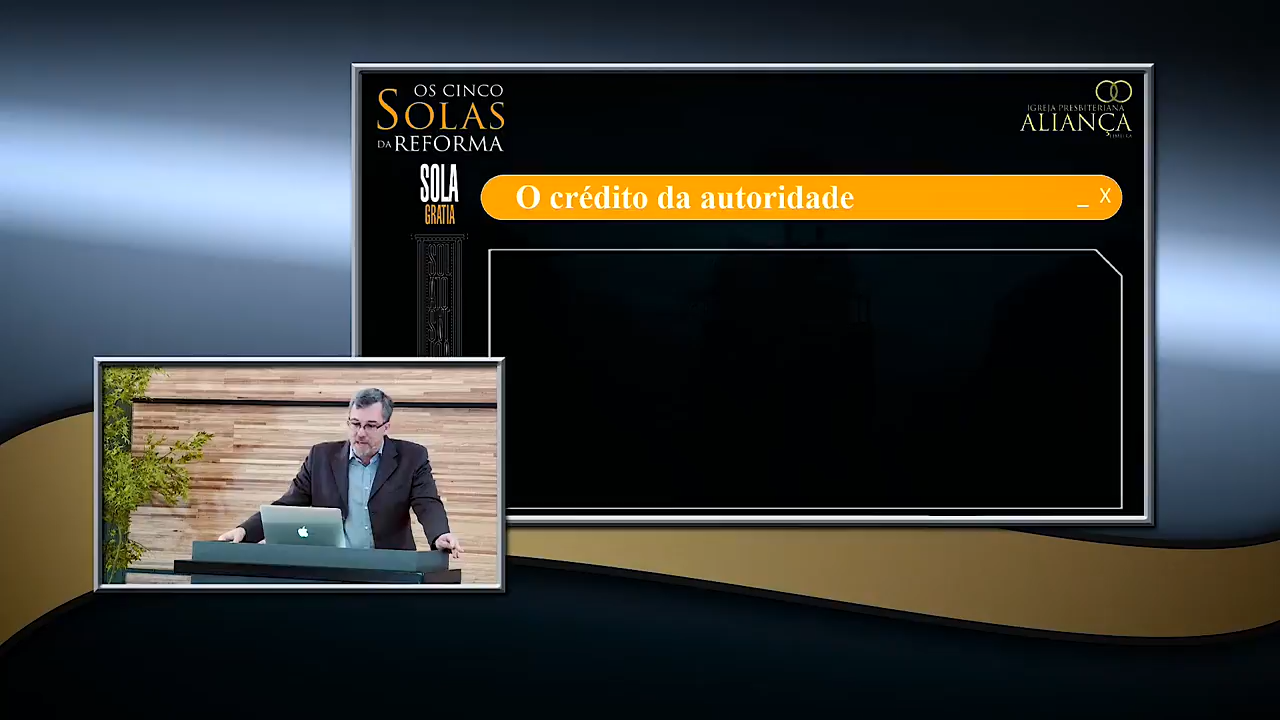 OS CINCO
SOLAS
DA REFORMA
IGREJA PRESBITERIANA
ALIANÇA
SOLA
GRATIA
O crédito da autoridade
_ X